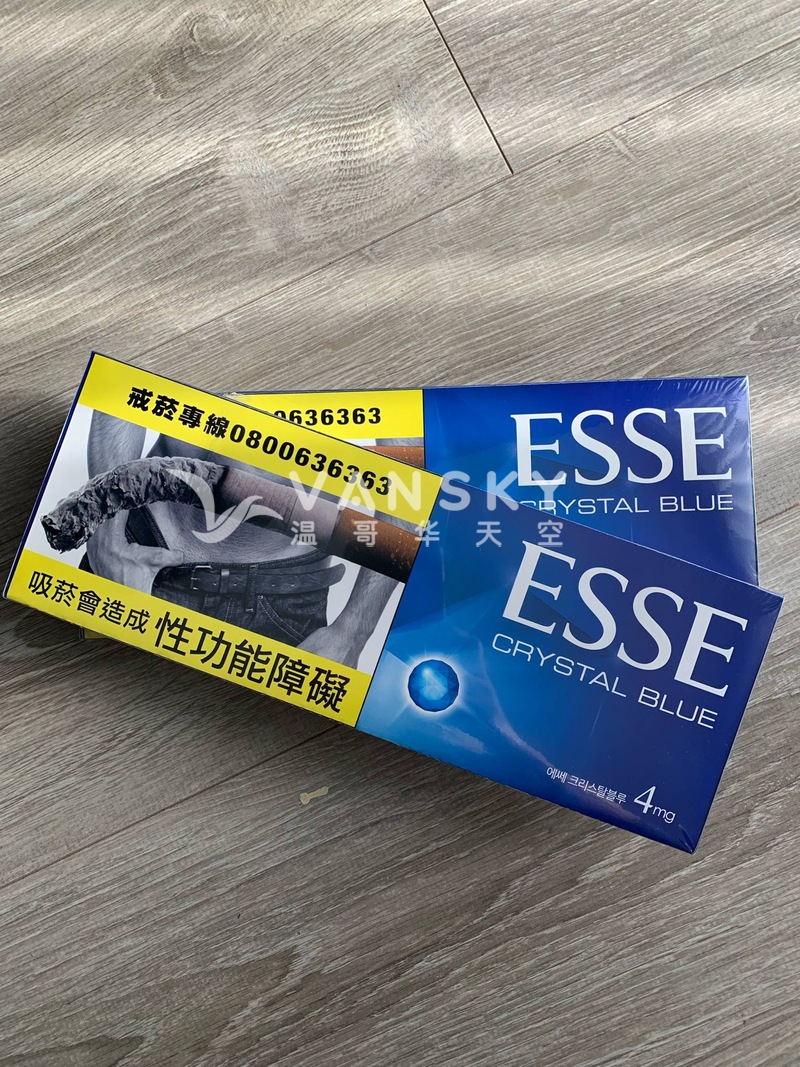 戒菸專線0800636363
0636363
ESSE
CRYSTAL BLUE
VANSKY
温哥华天空
吸菸會造成 性功能障礙
ESSE
CRYSTAL BLUE
에쎄 크리스탈블루 4mg